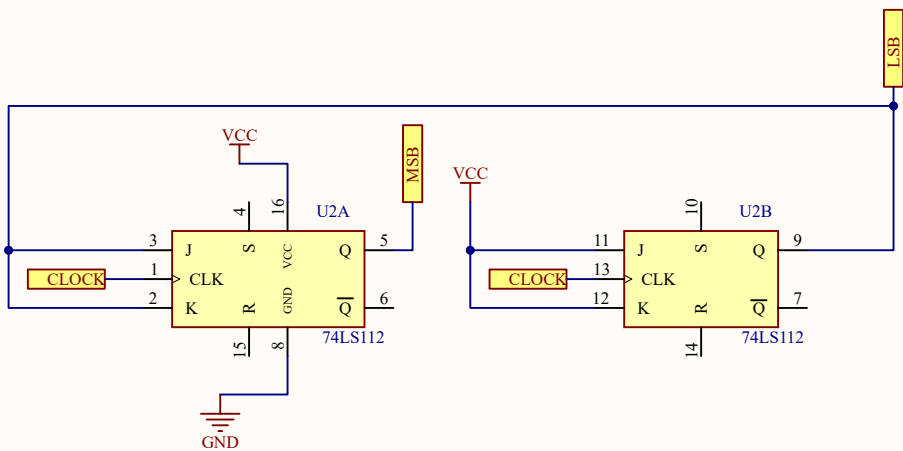 LSB
VCC
MSB
VCC
4
16
U2A
10
U2B
3
J
S
VCC
Q
5
11
J
S
Q
9
CLOCK
1
CLK
CLOCK
13
CLK
2
K
R
GND
Q
6
12
K
R
Q
7
15
8
74LS112
14
74LS112
GND